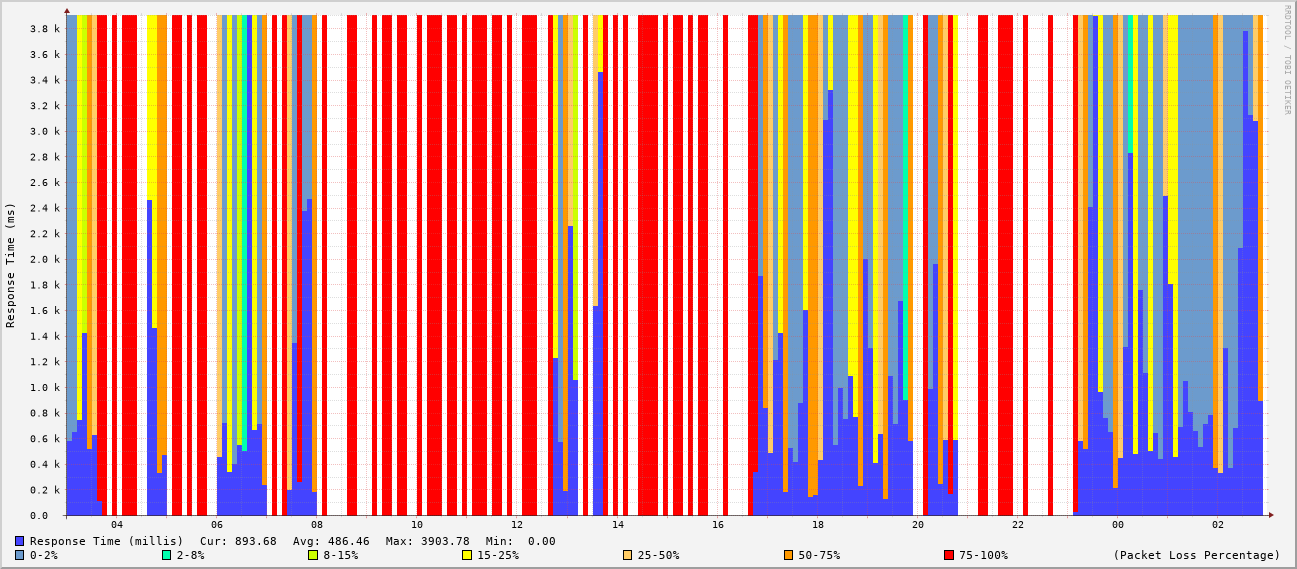 RRDTOOL / TOBI OETIKER
Response Time (ms)
3.8 k
3.6 k
3.4 k
3.2 k
3.0 k
2.8 k
2.6 k
2.4 k
2.2 k
2.0 k
1.8 k
1.6 k
1.4 k
1.2 k
1.0 k
0.8 k
0.6 k
0.4 k
0.2 k
0.0
04 06 08 10 12 14 16 18 20 22 00 02
Response Time (millis) Cur: 893.68 Avg: 486.46 Max: 3903.78 Min: 0.00
0-2% 2-8% 8-15% 15-25% 25-50% 50-75% 75-100% (Packet Loss Percentage)